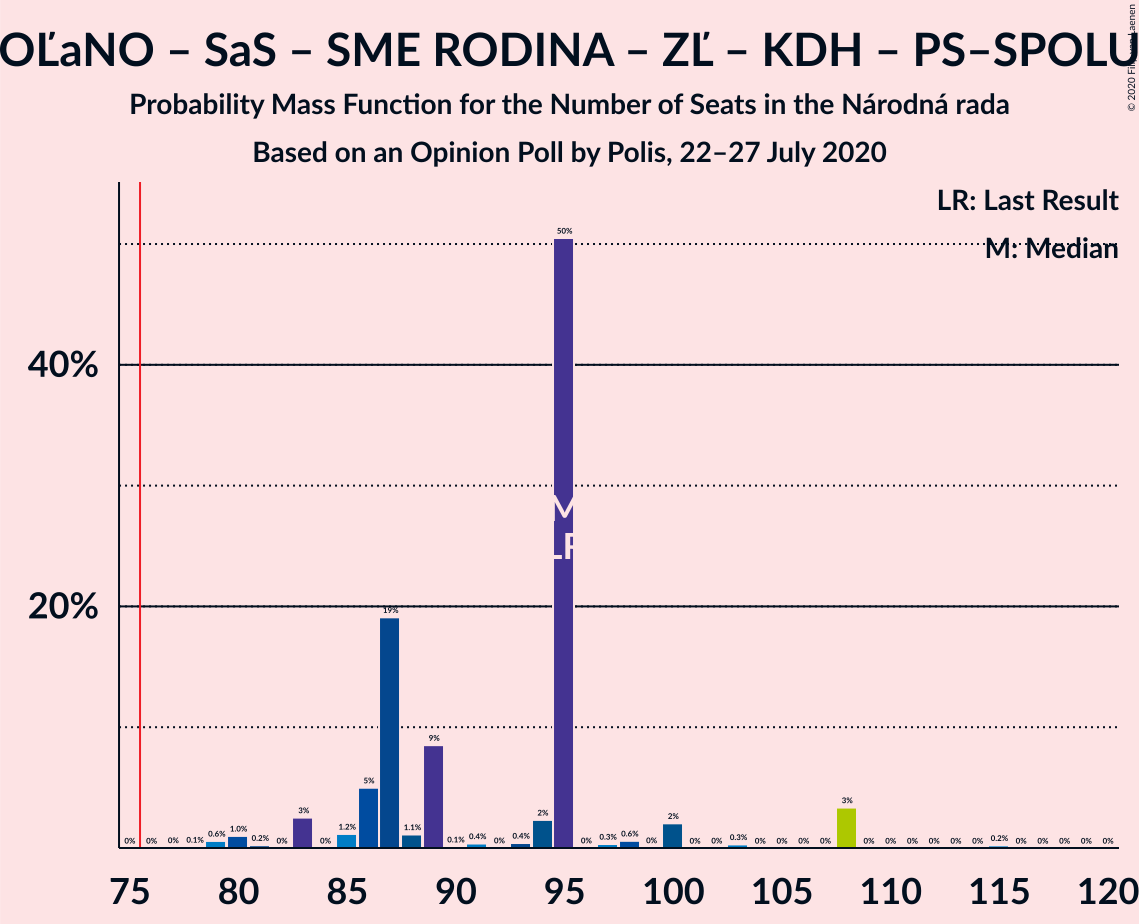 OĽaNO – SaS – SME RODINA – ZĽ – KDH – PS–SPOLU
Probability Mass Function for the Number of Seats in the Národná rada
Based on an Opinion Poll by Polis, 22–27 July 2020
© 2020 Filip van Laenen
LR: Last Result
M: Median
40%
20%
0% 0% 0% 0.1% 0.6% 1.0% 0.2% 0% 3% 0% 1.2% 5% 19% 1.1% 9% 0.1% 0.4% 0% 0.4% 2% 50% 0% 0.3% 0.6% 0% 2% 0% 0% 0.3% 0% 0% 0% 0% 3% 0% 0% 0% 0% 0% 0% 0.2% 0% 0% 0% 0% 0%
M
LR
75 80 85 90 95 100 105 110 115 120